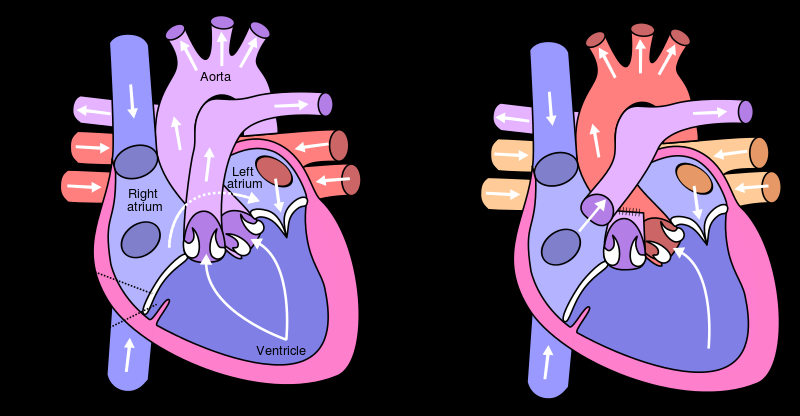 Aorta
Left
atrium
Right
atrium
Ventricle